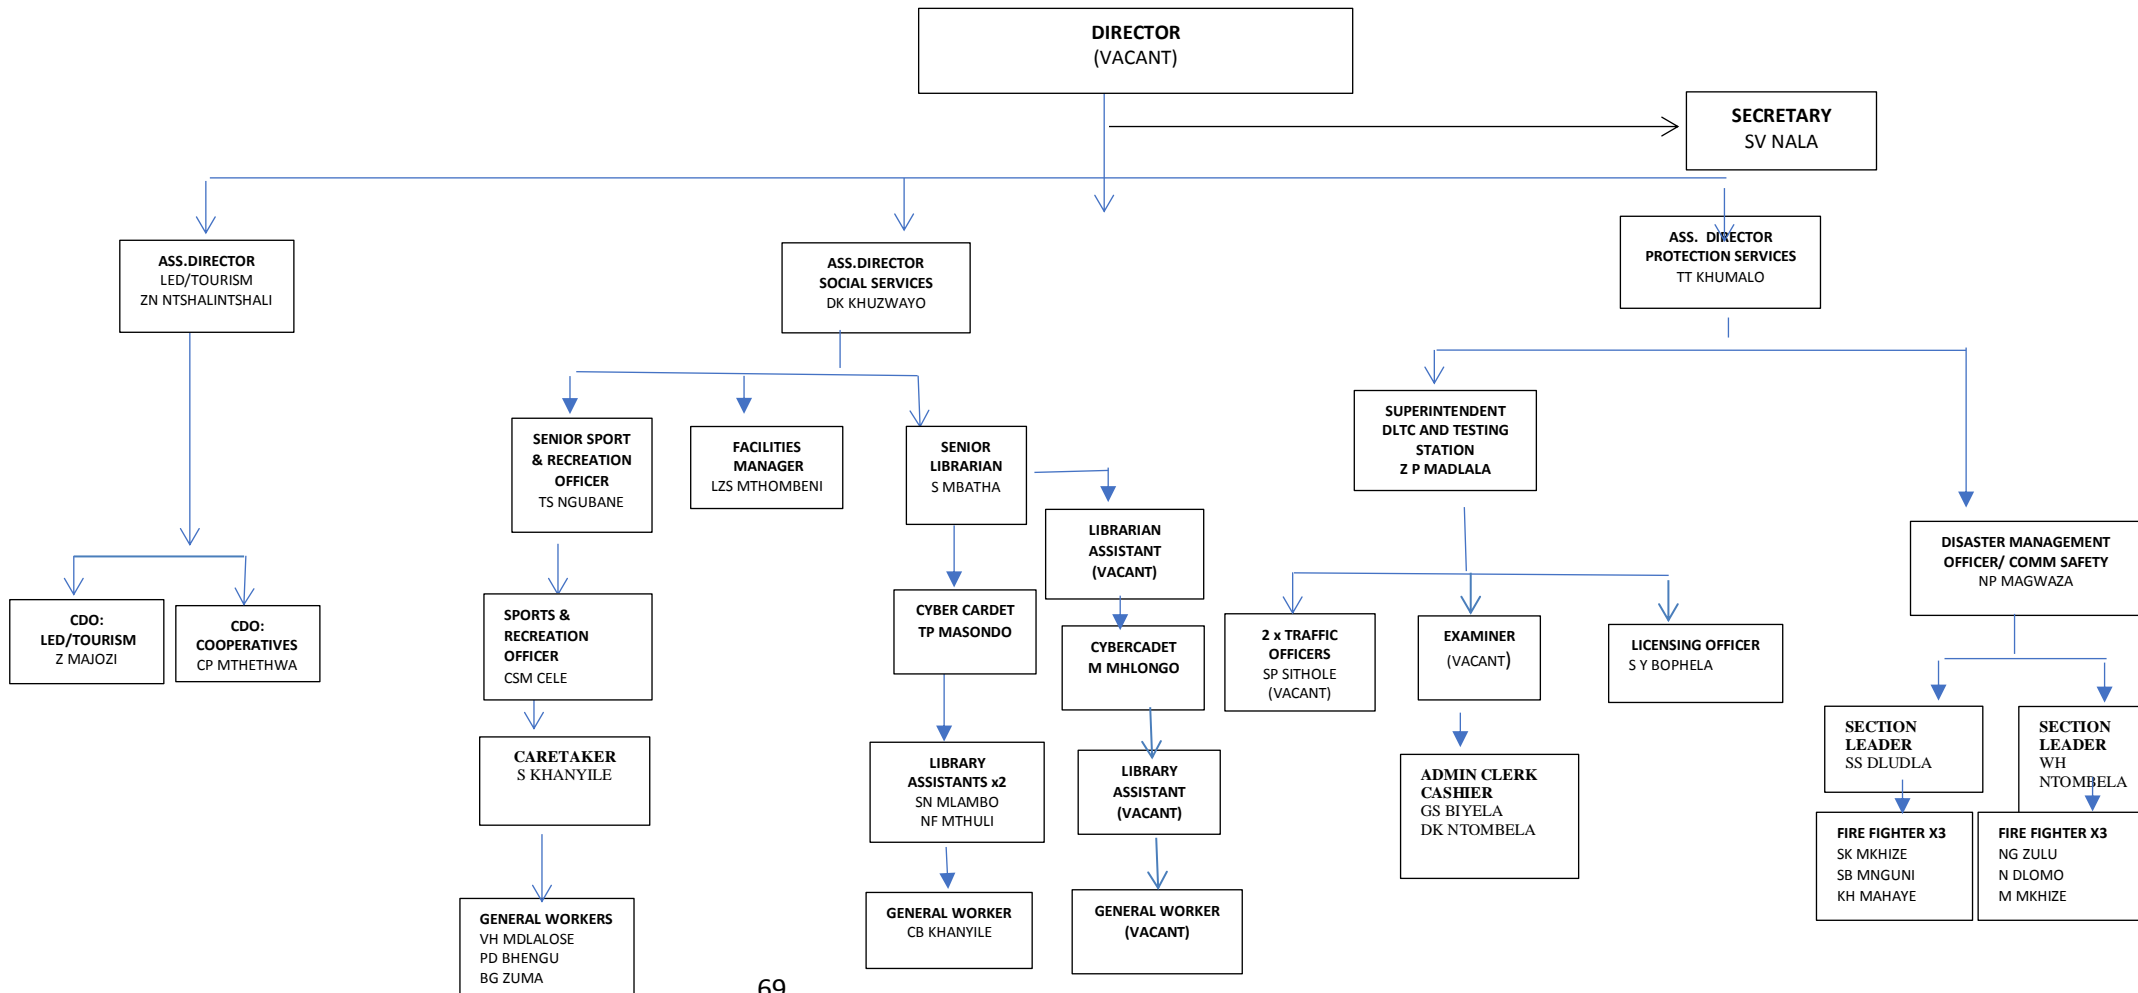 DIRECTOR
(VACANT)
SECRETARY
SV NALA
ASS.DIRECTOR
LED/TOURISM
ZN NTSHALINTSHALI
ASS.DIRECTOR
SOCIAL SERVICES
DK KHUZWAYO
ASS. DIRECTOR
PROTECTION SERVICES
TT KHUMALO
SENIOR SPORT
& RECREATION
OFFICER
TS NGUBANE
FACILITIES
MANAGER
LZS MTHOMBENI
SENIOR
LIBRARIAN
S MBATHA
SUPERINTENDENT
DLTC AND TESTING
STATION
Z P MADLALA
LIBRARIAN
ASSISTANT
(VACANT)
DISASTER MANAGEMENT
OFFICER/ COMM SAFETY
NP MAGWAZA
CDO:
LED/TOURISM
Z MAJOZI
CDO:
COOPERATIVES
CP MTHETHWA
SPORTS &
RECREATION
OFFICER
CSM CELE
CYBER CARDET
TP MASONDO
CYBERCADET
M MHLONGO
2 x TRAFFIC
OFFICERS
SP SITHOLE
(VACANT)
EXAMINER
(VACANT)
LICENSING OFFICER
S Y BOPHELA
CARETAKER
S KHANYILE
LIBRARY
ASSISTANTS x2
SN MLAMBO
NF MTHULI
LIBRARY
ASSISTANT
(VACANT)
ADMIN CLERK
CASHIER
GS BIYELA
DK NTOMBELA
SECTION
LEADER
SS DLUDLA
SECTION
LEADER
WH
NTOMBELA
FIRE FIGHTER X3
SK MKHIZE
SB MNGUNI
KH MAHAYE
FIRE FIGHTER X3
NG ZULU
N DLOMO
M MKHIZE
GENERAL WORKERS
VH MDLALOSE
PD BHENGU
BG ZUMA
GENERAL WORKER
CB KHANYILE
GENERAL WORKER
(VACANT)
69